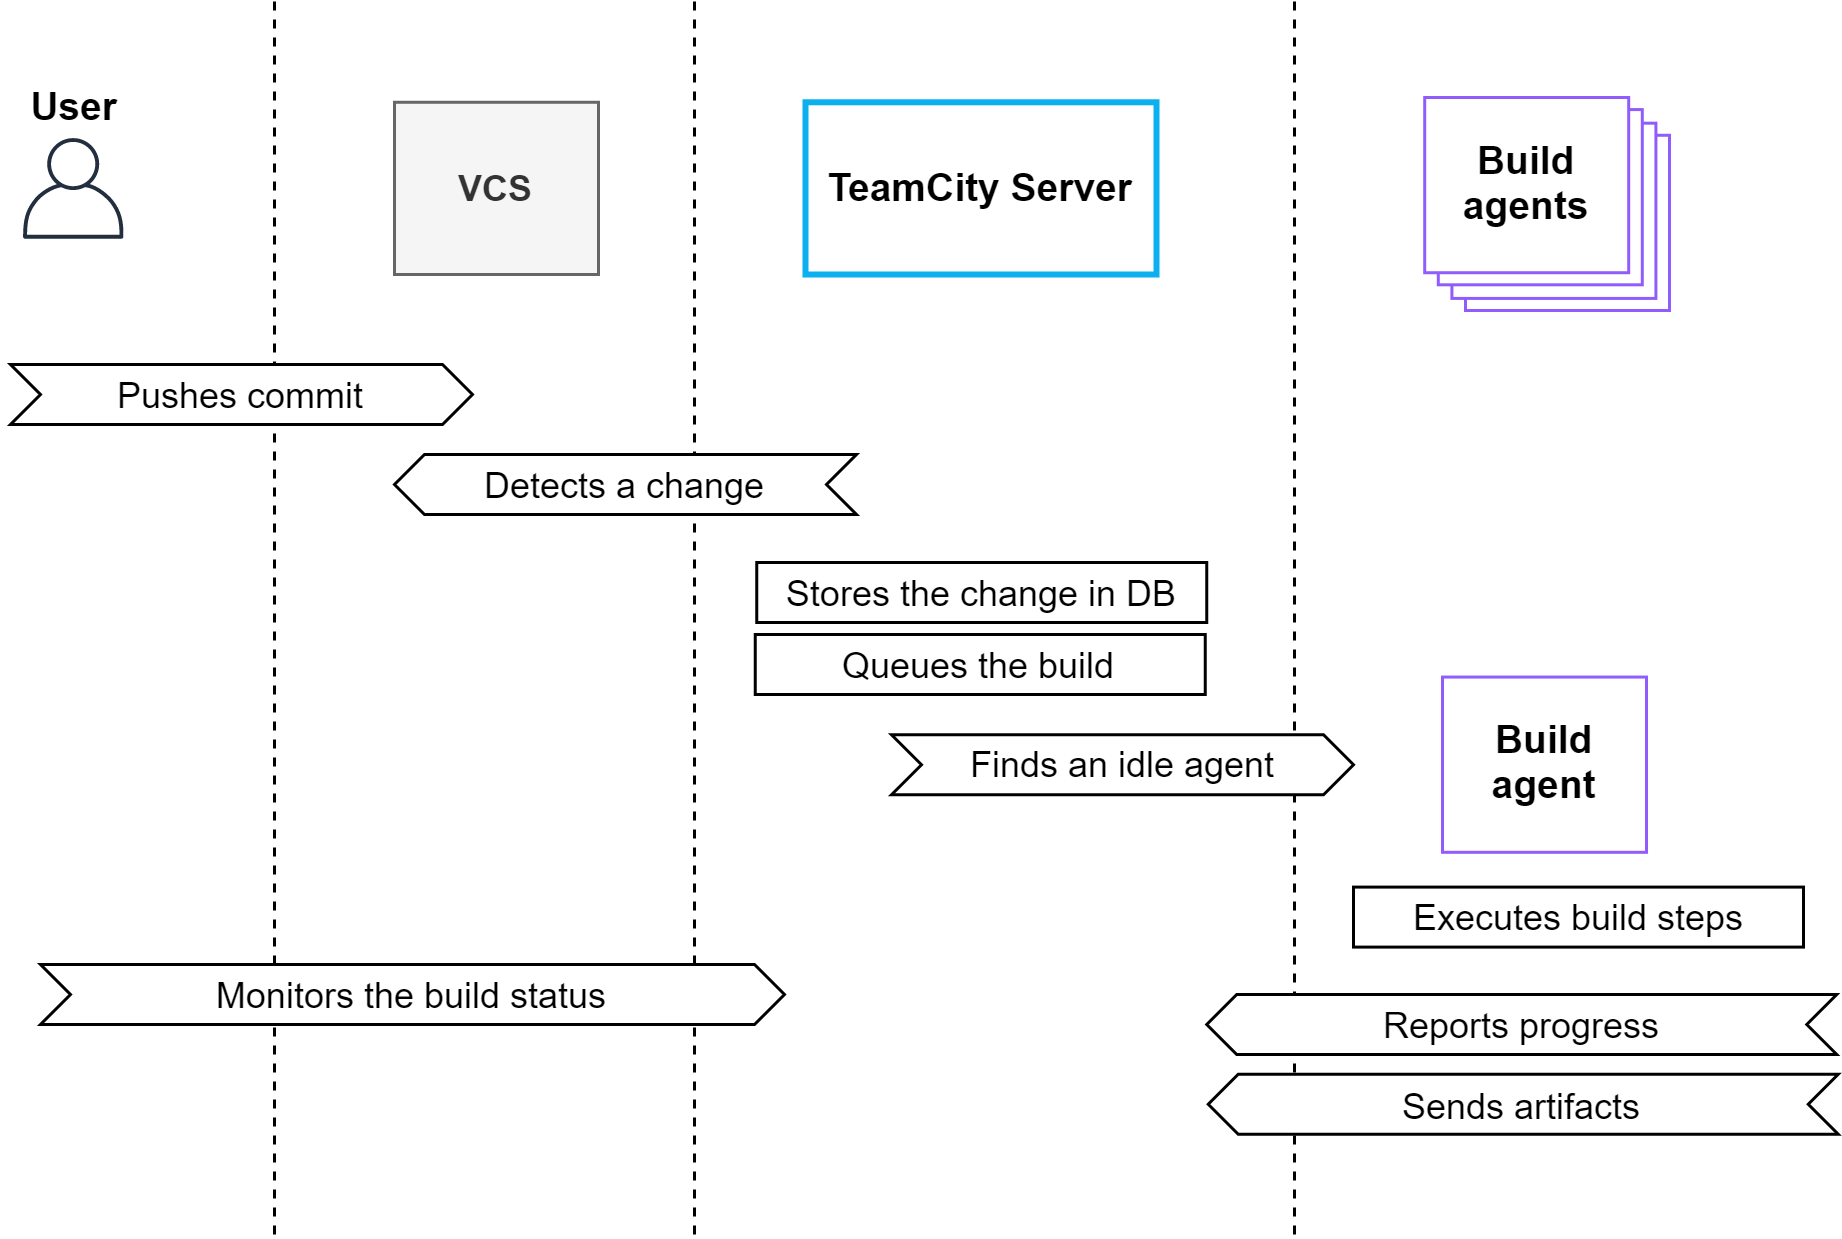 User
VCS
TeamCity Server
Build
agents
Pushes commit
Detects a change
Stores the change in DB
Queues the build
Finds an idle agent
Build
agent
Executes build steps
Monitors the build status
Reports progress
Sends artifacts